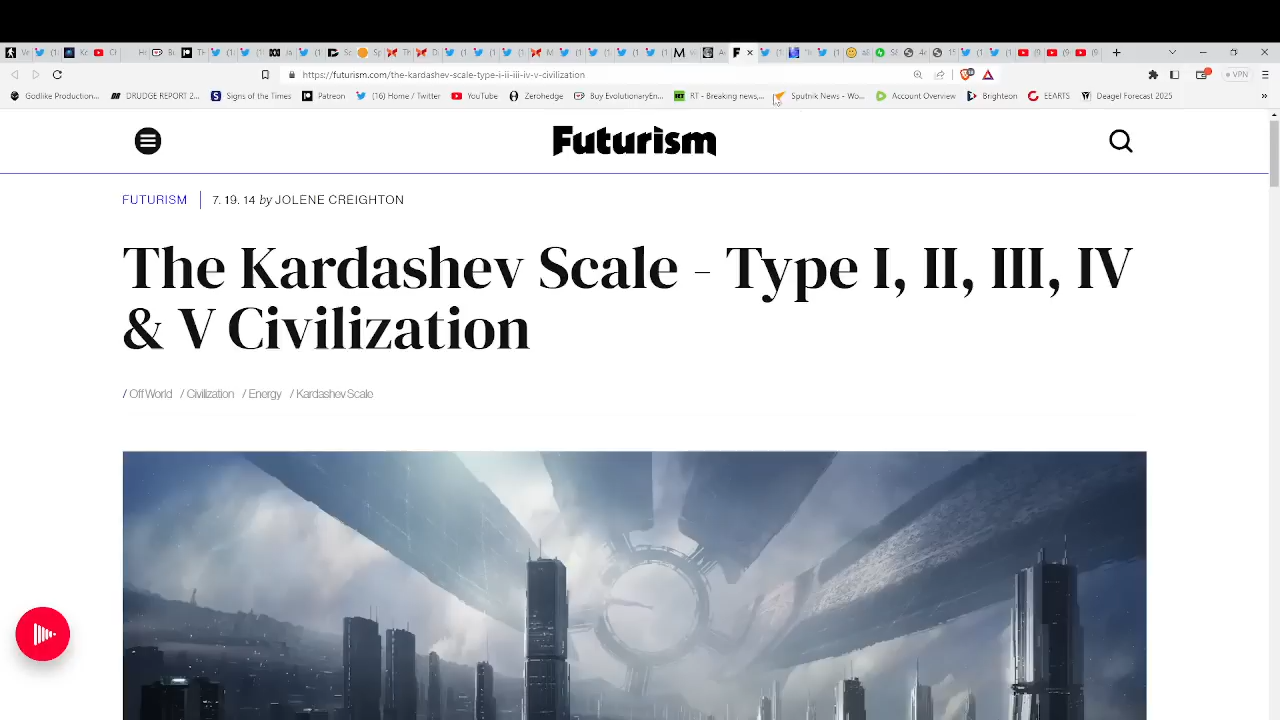 https://futurism.com/the-kardashev-scale-type-i-ii-iii-iv-v-civilization
VPN
Godlike Productio... DRUDGE REPORT 2... Signs of the Times Patreon (16) Home / Twitter YouTube Zerohedge Buy EvolutionaryEn... RT - Breaking news,... Sputnik News - Wo... Account Overview Brighteon EEARTS Deagel Forecast 2025 »
Futurism
FUTURISM 7. 19. 14 by JOLENE CREIGHTON
The Kardashev Scale - Type I, II, III, IV
& V Civilization
/ Off World / Civilization / Energy / Kardashev Scale